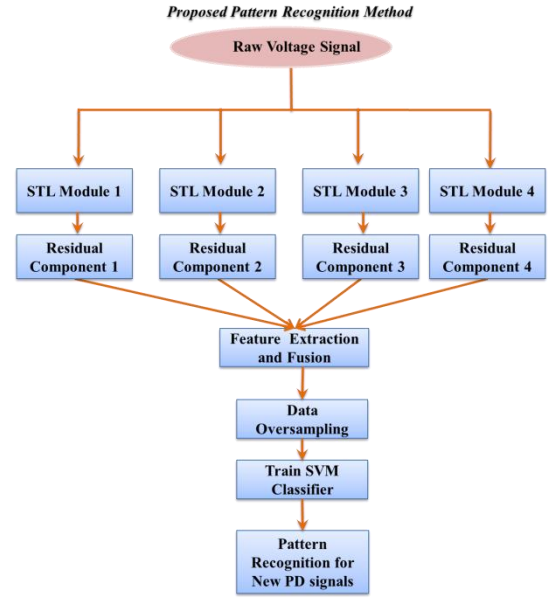 Proposed Pattern Recognition Method
Raw Voltage Signal
STL Module 1
STL Module 2
STL Module 3
STL Module 4
Residual
Component 1
Residual
Component 2
Residual
Component 3
Residual
Component 4
Feature Extraction
and Fusion
Data
Oversampling
Train SVM
Classifier
Pattern
Recognition for
New PD signals